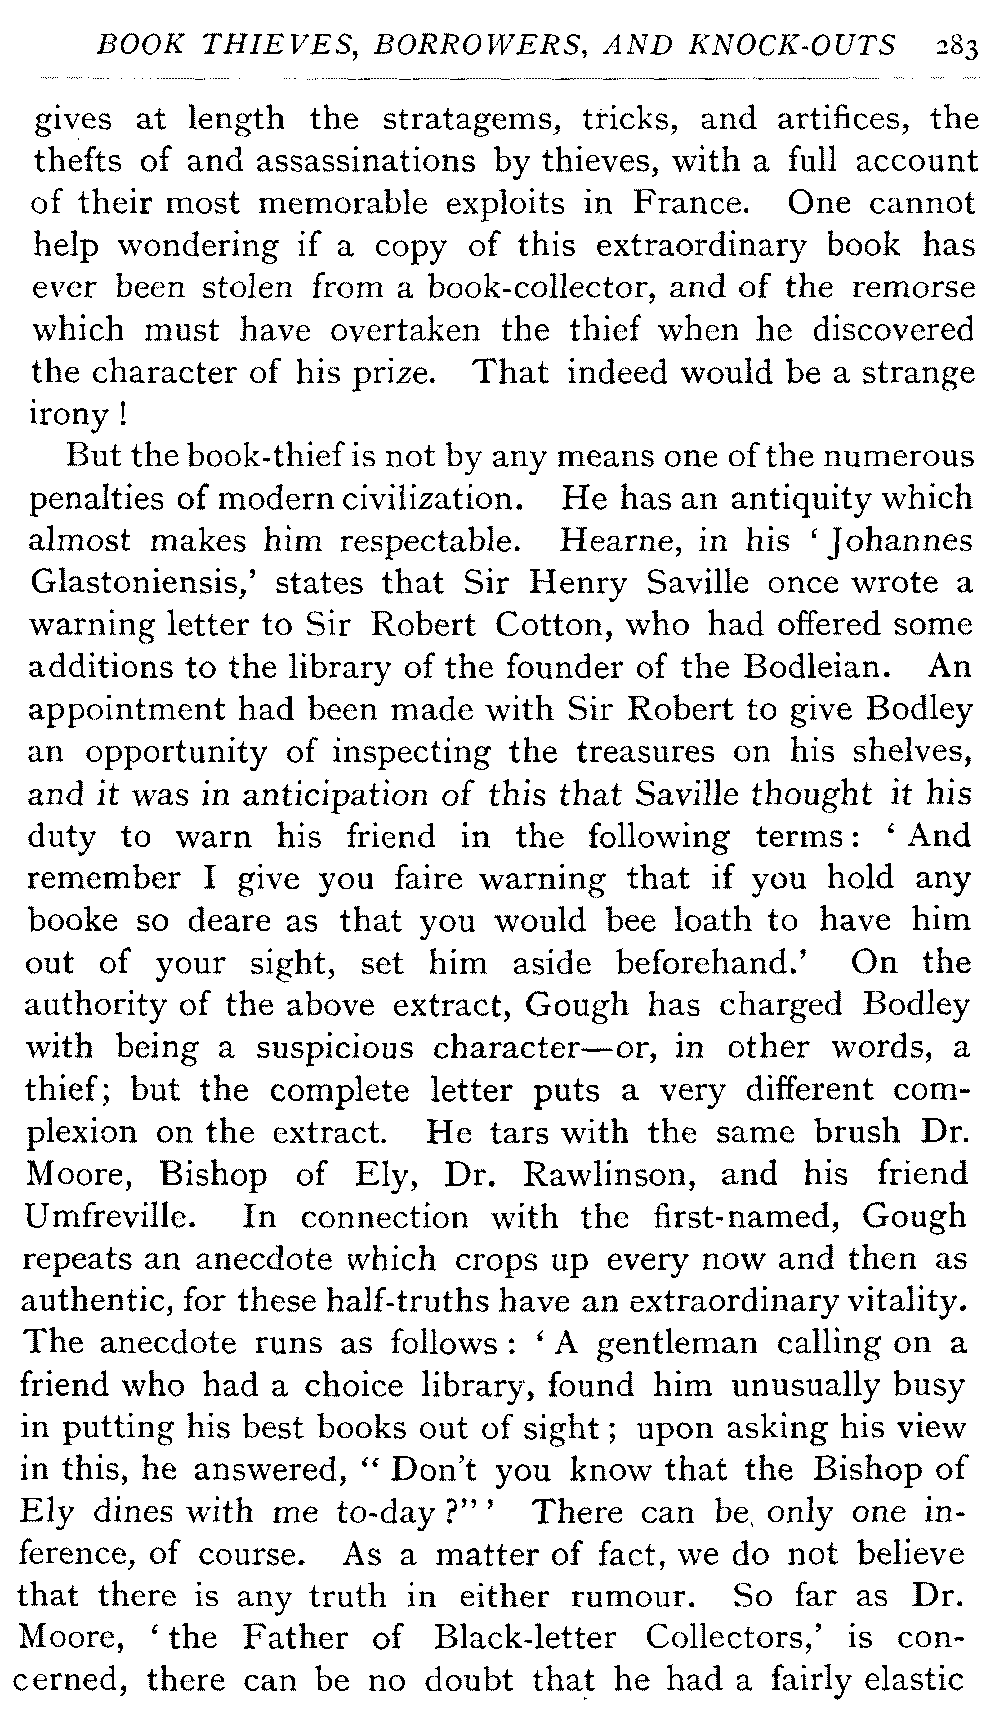 BOOK THIEVES, BORROWERS, AND KNOCK-OUTS 283
gives at length the stratagems, tricks, and artifices, the
thefts of and assassinations by thieves, with a full account
of their most memorable exploits in France. One cannot
help wondering if a copy of this extraordinary book has
ever been stolen from a book-collector, and of the remorse
which must have overtaken the thief when he discovered
the character of his prize. That indeed would be a strange
irony !
But the book-thief is not by any means one of the numerous
penalties of modern civilization. He has an antiquity which
almost makes him respectable. Hearne, in his ‘ Johannes
Glastoniensis,’ states that Sir Henry Saville once wrote a
warning letter to Sir Robert Cotton, who had offered some
additions to the library of the founder of the Bodleian. An
appointment had been made with Sir Robert to give Bodley
an opportunity of inspecting the treasures on his shelves,
and it was in anticipation of this that Saville thought it his
duty to warn his friend in the following terms : ‘ And
remember I give you faire warning that if you hold any
booke so deare as that you would bee loath to have him
out of your sight, set him aside beforehand.’ On the
authority of the above extract, Gough has charged Bodley
with being a suspicious character—or, in other words, a
thief; but the complete letter puts a very different com-
plexion on the extract. He tars with the same brush Dr.
Moore, Bishop of Ely, Dr. Rawlinson, and his friend
Umfreville. In connection with the first-named, Gough
repeats an anecdote which crops up every now and then as
authentic, for these half-truths have an extraordinary vitality.
The anecdote runs as follows : ‘ A gentleman calling on a
friend who had a choice library, found him unusually busy
in putting his best books out of sight ; upon asking his view
in this, he answered, “ Don't you know that the Bishop of
Ely dines with me to-day ?” ’ There can be only one in-
ference, of course. As a matter of fact, we do not believe
that there is any truth in either rumour. So far as Dr.
Moore, ‘ the Father of Black-letter Collectors,’ is con-
cerned, there can be no doubt that he had a fairly elastic